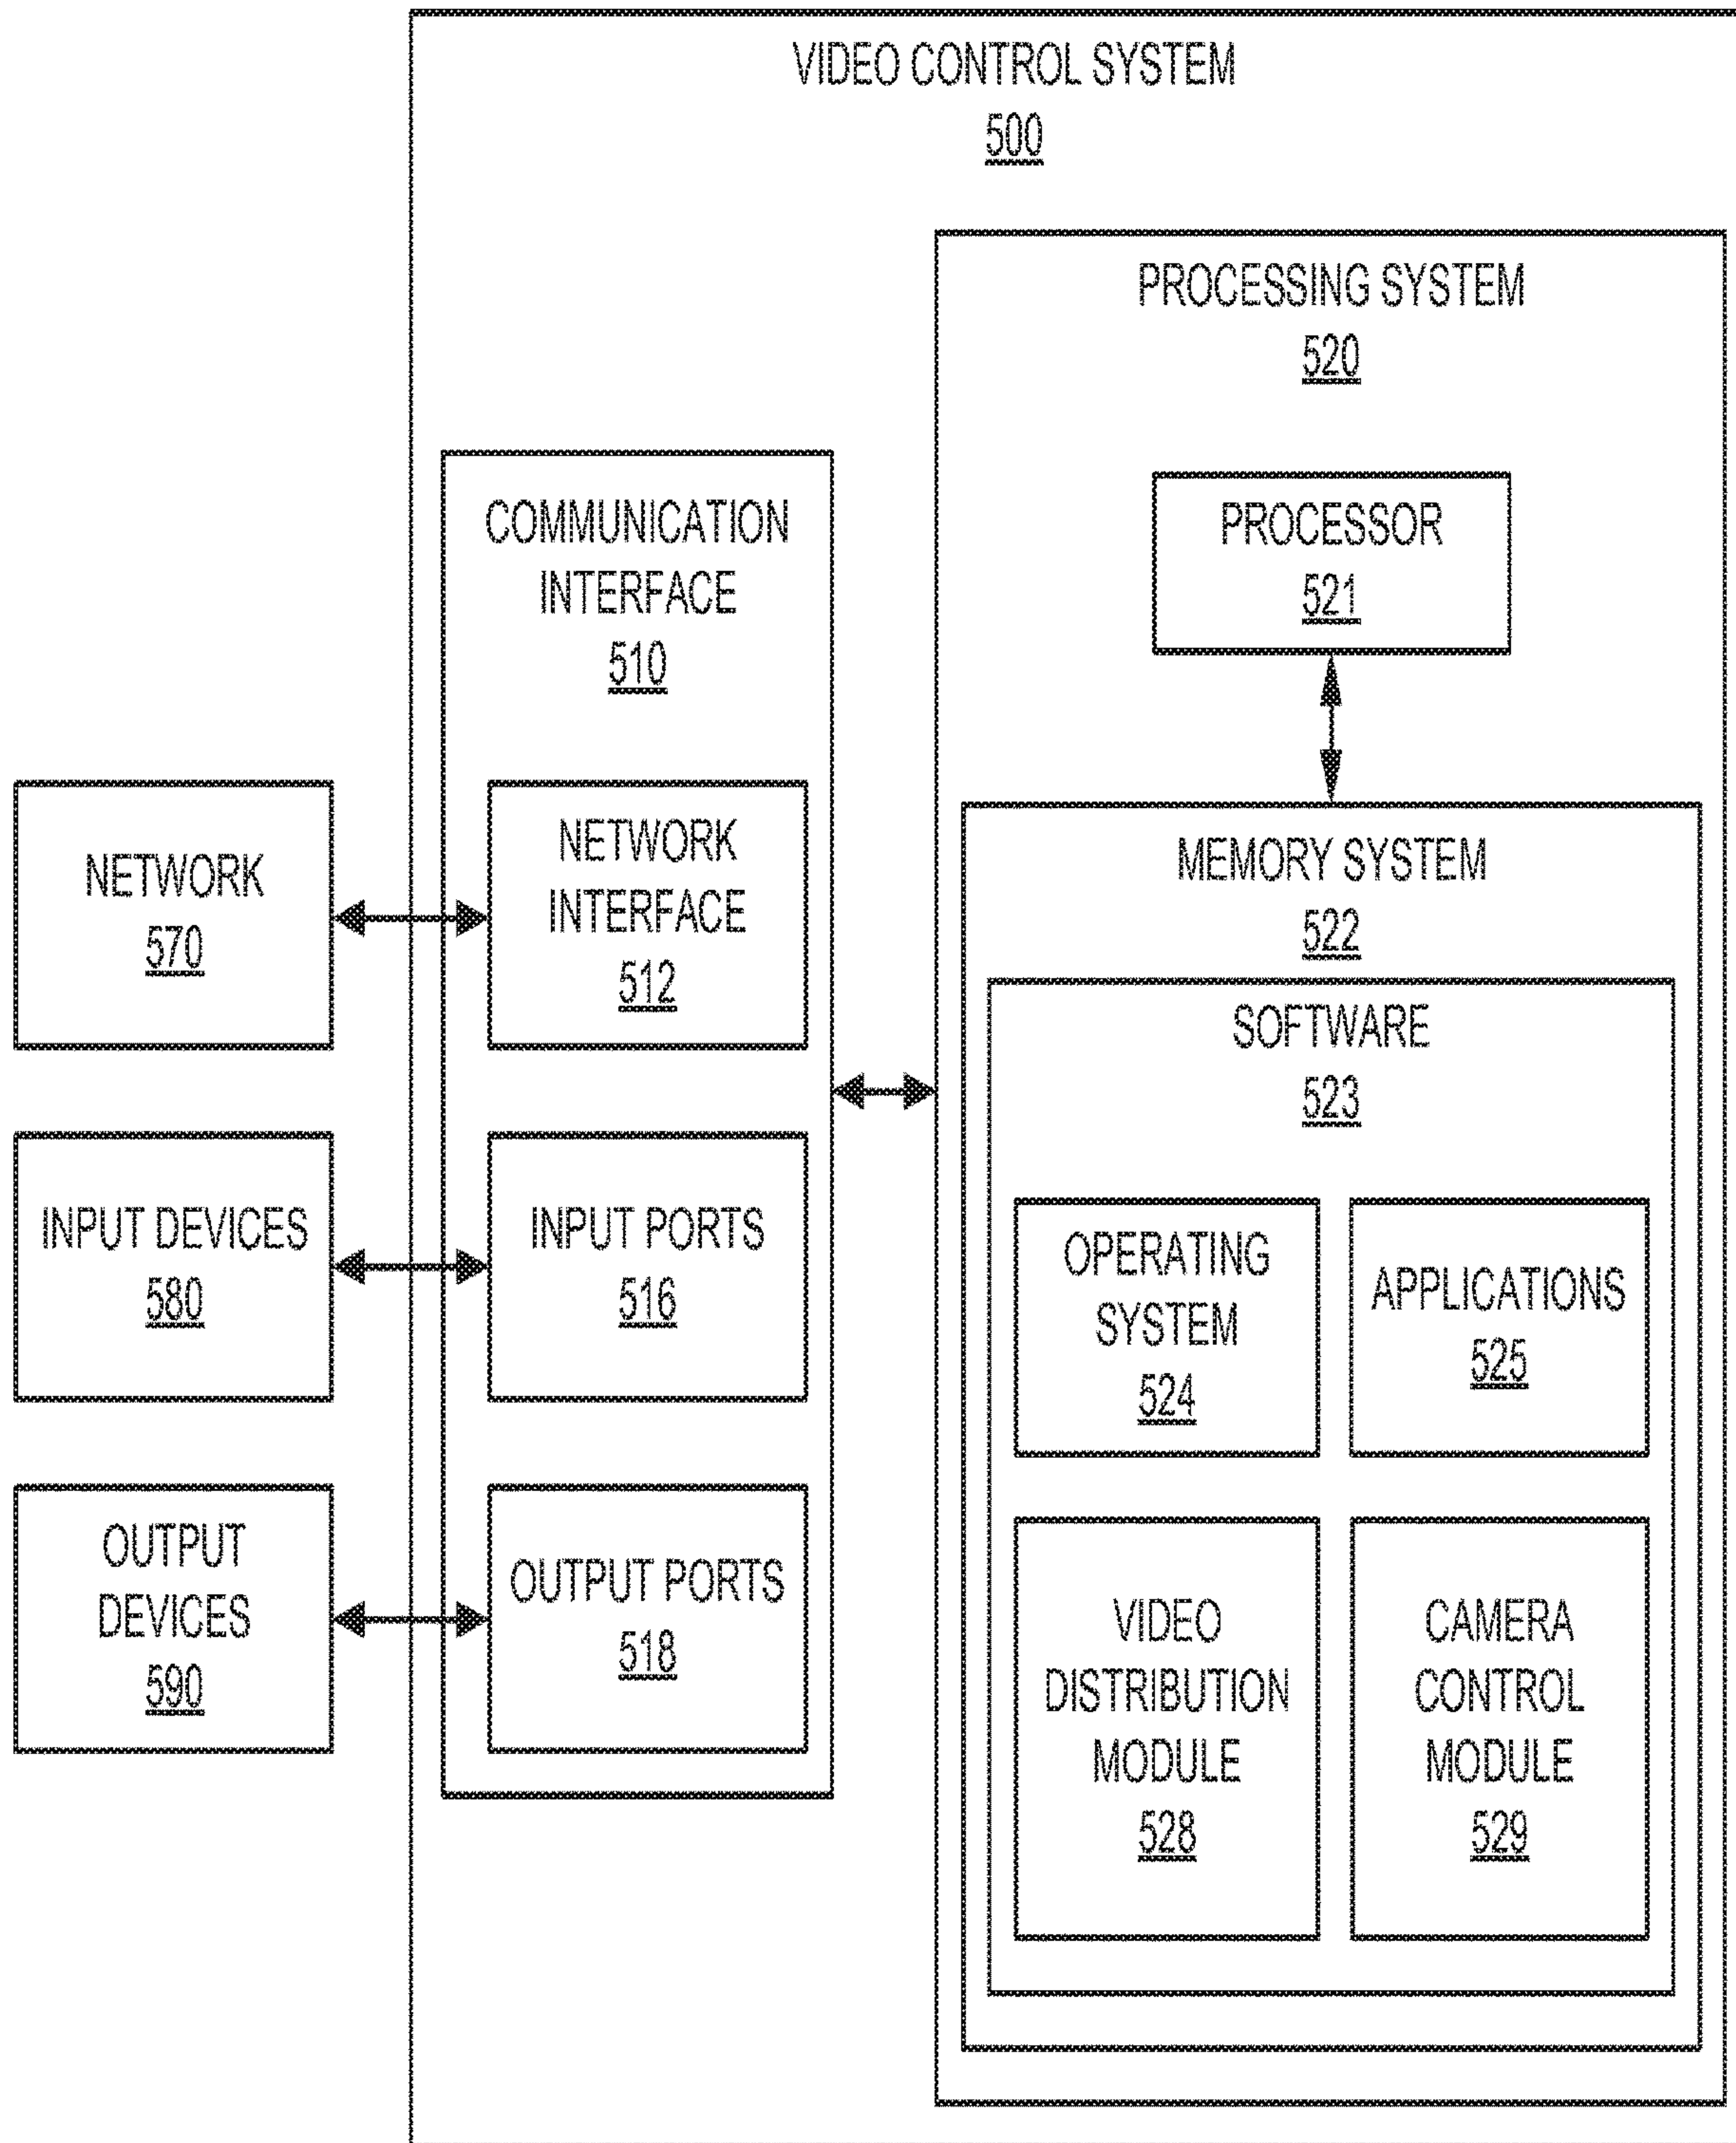 VIDEO CONTROL SYSTEM
500
PROCESSING SYSTEM
520
PROCESSOR
521
COMMUNICATION
INTERFACE
510
NETWORK
570
NETWORK
INTERFACE
512
MEMORY SYSTEM
522
SOFTWARE
523
INPUT DEVICES
580
INPUT PORTS
516
OPERATING
SYSTEM
524
APPLICATIONS
525
OUTPUT
DEVICES
590
OUTPUT PORTS
518
VIDEO
DISTRIBUTION
MODULE
528
CAMERA
CONTROL
MODULE
529